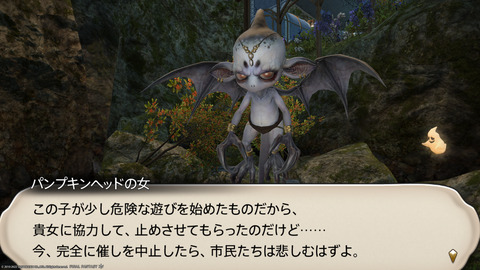 パンプキンヘッドの女
この子が少し危険な遊びを始めたものだから、
貴女に協力して、止めさせてもらったのだけど……
今、完全に催しを中止したら、市民たちは悲しむはずよ。